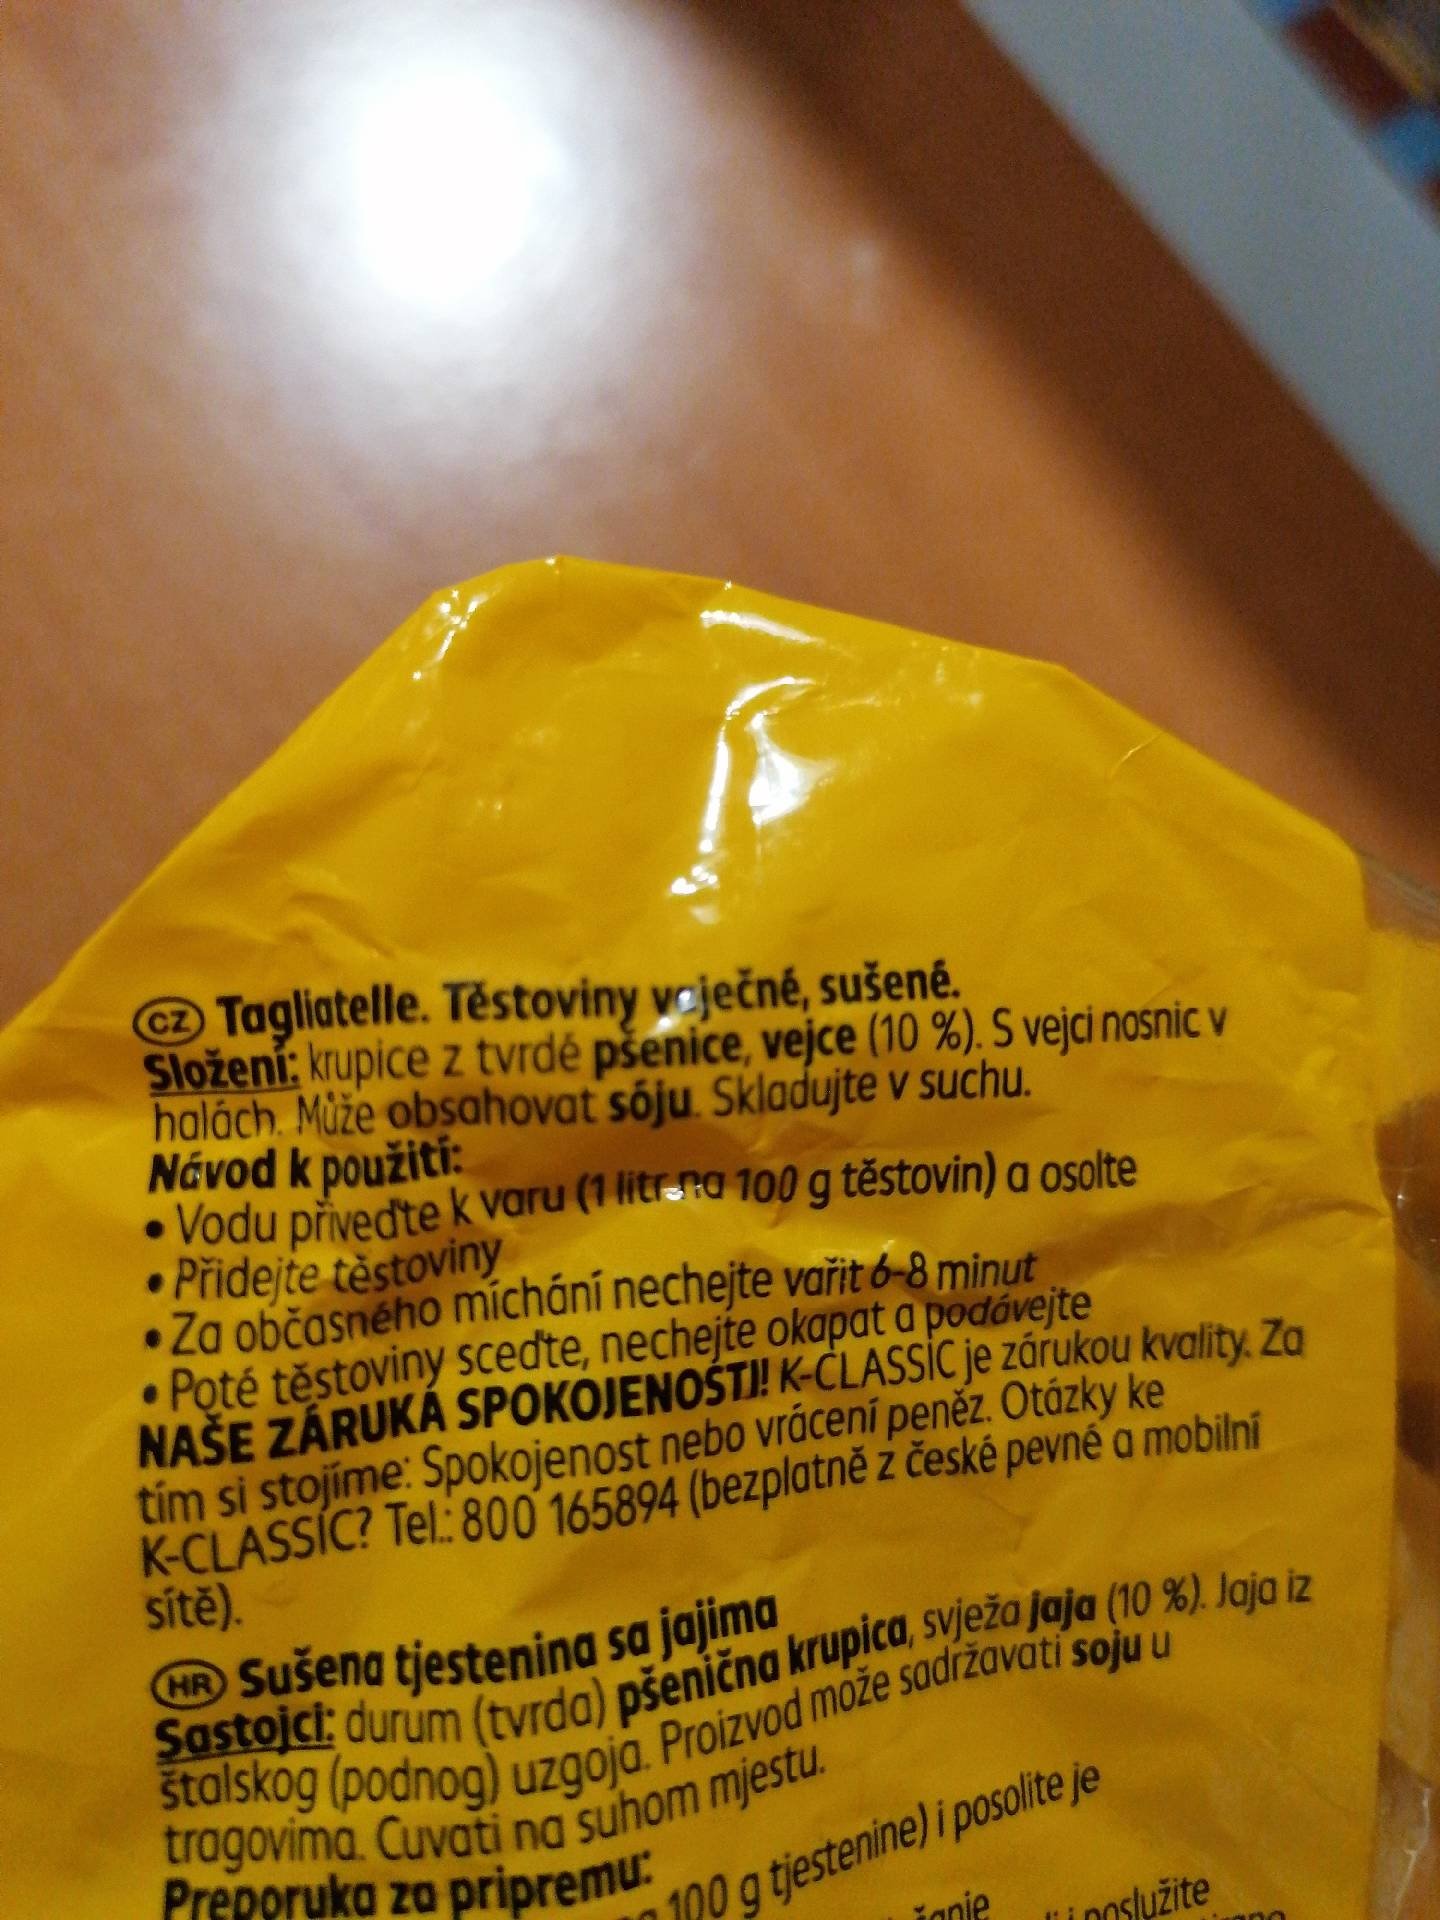 CZ Tagliatelle. Těstoviny vaječné, sušené.
Složení: krupice z tvrdé pšenice, vejce (10 %). S vejci nosnic v
halách. Může obsahovat sóju. Skladujte v suchu.
Návod k použití:
• Vodu přiveďte k varu (1 litr na 100 g těstovin) a osolte
• Přidejte těstoviny
• Za občasného míchání nechejte vařit 6-8 minut
• Poté těstoviny sceďte, nechejte okapat a podávejte
NAŠE ZÁRUKA SPOKOJENOSTI! K-CLASSIC je zárukou kvality. Za
tím si stojíme: Spokojenost nebo vrácení peněz. Otázky ke
K-CLASSIC? Tel.: 800 165894 (bezplatně z české pevné a mobilní
sítě).
HR Sušena tjestenina sa jajima
Sastojci: durum (tvrda) pšenična krupica, svježa jaja (10 %). Jaja iz
štalskog (podnog) uzgoja. Proizvod može sadržavati soju u
tragovima. Čuvati na suhom mjestu.
Preporuka za pripremu:
100 g tjestenine) i posolite je
poslužite